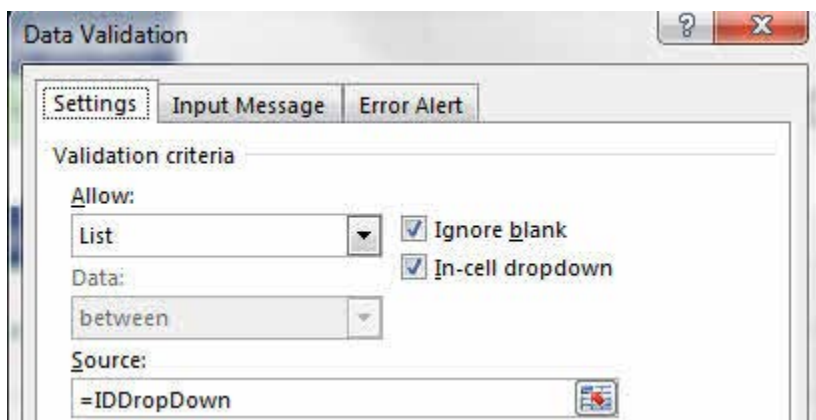 Data Validation
Settings
Input Message
Error Alert
Validation criteria
Allow:
List
Ignore blank
In-cell dropdown
Data:
between
Source:
=IDDropDown